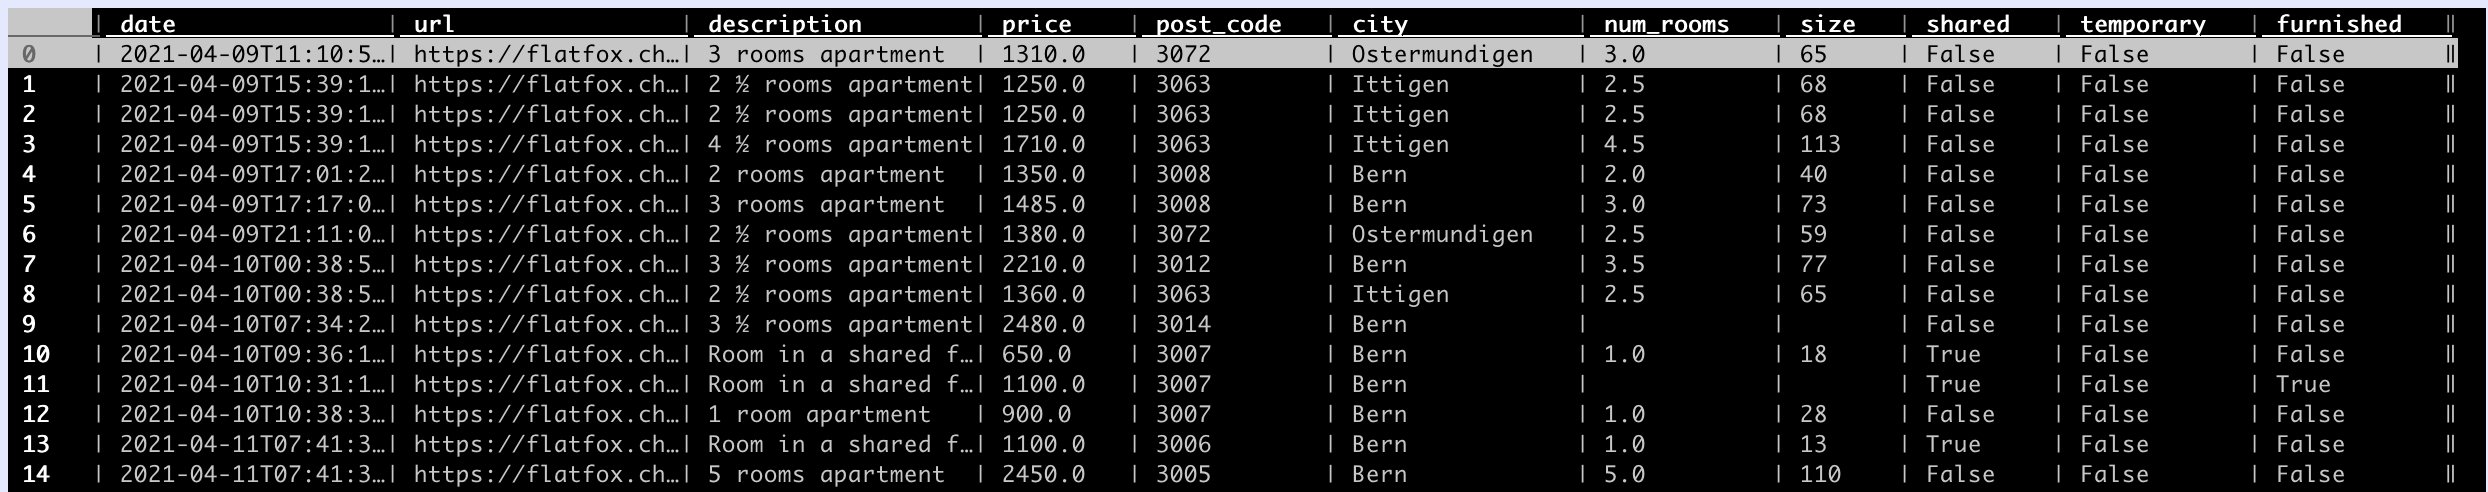 | date | url | description | price | post_code | city | num_rooms | size | shared | temporary | furnished ‖
0 | 2021-04-09T11:10:5…| https://flatfox.ch…| 3 rooms apartment | 1310.0 | 3072 | Ostermundigen | 3.0 | 65 | False | False | False ‖
1 | 2021-04-09T15:39:1…| https://flatfox.ch…| 2 ½ rooms apartment| 1250.0 | 3063 | Ittigen | 2.5 | 68 | False | False | False ‖
2 | 2021-04-09T15:39:1…| https://flatfox.ch…| 2 ½ rooms apartment| 1250.0 | 3063 | Ittigen | 2.5 | 68 | False | False | False ‖
3 | 2021-04-09T15:39:1…| https://flatfox.ch…| 4 ½ rooms apartment| 1710.0 | 3063 | Ittigen | 4.5 | 113 | False | False | False ‖
4 | 2021-04-09T17:01:2…| https://flatfox.ch…| 2 rooms apartment | 1350.0 | 3008 | Bern | 2.0 | 40 | False | False | False ‖
5 | 2021-04-09T17:17:0…| https://flatfox.ch…| 3 rooms apartment | 1485.0 | 3008 | Bern | 3.0 | 73 | False | False | False ‖
6 | 2021-04-09T21:11:0…| https://flatfox.ch…| 2 ½ rooms apartment| 1380.0 | 3072 | Ostermundigen | 2.5 | 59 | False | False | False ‖
7 | 2021-04-10T00:38:5…| https://flatfox.ch…| 3 ½ rooms apartment| 2210.0 | 3012 | Bern | 3.5 | 77 | False | False | False ‖
8 | 2021-04-10T00:38:5…| https://flatfox.ch…| 2 ½ rooms apartment| 1360.0 | 3063 | Ittigen | 2.5 | 65 | False | False | False ‖
9 | 2021-04-10T07:34:2…| https://flatfox.ch…| 3 ½ rooms apartment| 2480.0 | 3014 | Bern | | | False | False | False ‖
10 | 2021-04-10T09:36:1…| https://flatfox.ch…| Room in a shared f…| 650.0 | 3007 | Bern | 1.0 | 18 | True | False | False ‖
11 | 2021-04-10T10:31:1…| https://flatfox.ch…| Room in a shared f…| 1100.0 | 3007 | Bern | | | True | False | True ‖
12 | 2021-04-10T10:38:3…| https://flatfox.ch…| 1 room apartment | 900.0 | 3007 | Bern | 1.0 | 28 | False | False | False ‖
13 | 2021-04-11T07:41:3…| https://flatfox.ch…| Room in a shared f…| 1100.0 | 3006 | Bern | 1.0 | 13 | True | False | False ‖
14 | 2021-04-11T07:41:3…| https://flatfox.ch…| 5 rooms apartment | 2450.0 | 3005 | Bern | 5.0 | 110 | False | False | False ‖